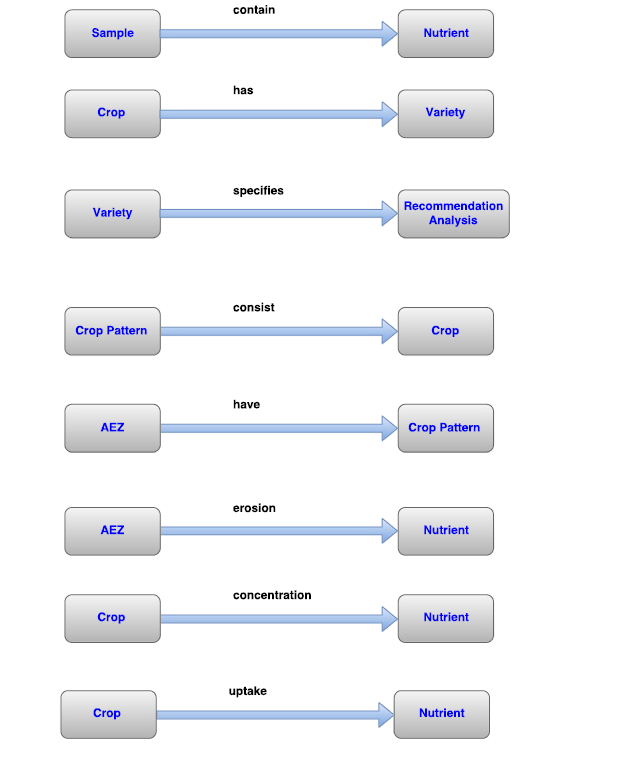 contain
Sample
Nutrient
has
Crop
Variety
specifies
Variety
Recommendation
Analysis
consist
Crop Pattern
Crop
have
AEZ
Crop Pattern
erosion
AEZ
Nutrient
concentration
Crop
Nutrient
uptake
Crop
Nutrient